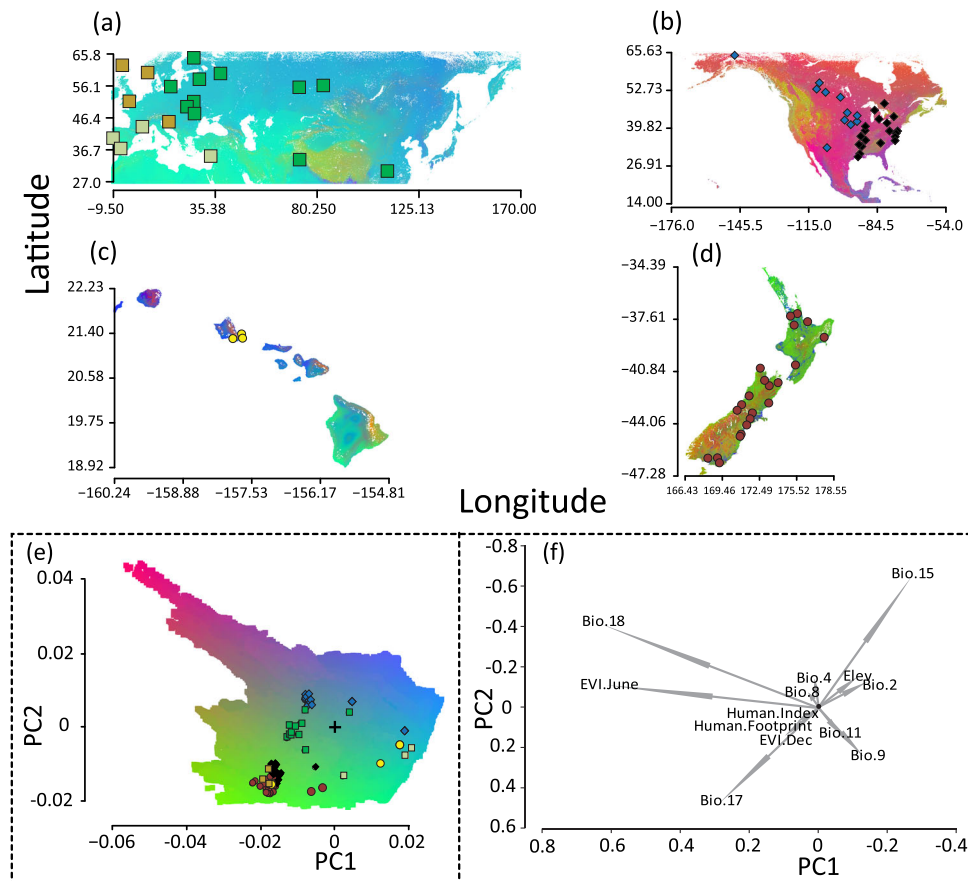 (a)
65.8
56.1
46.4
36.7
27.0
−9.50 35.38 80.250 125.13 170.00
(b)
65.63
52.73
39.82
26.91
14.00
−176.0 −145.5 −115.0 −84.5 −54.0
Latitude
(c)
22.23
21.40
20.58
19.75
18.92
−160.24 −158.88 −157.53 −156.17 −154.81
(d)
−34.39
−37.61
−40.84
−44.06
−47.28
166.43 169.46 172.49 175.52 178.55
Longitude
(e)
0.04
0.02
0
-0.02
PC2
−0.06 −0.04 −0.02 0 0.02
PC1
(f)
-0.8
-0.6
-0.4
-0.2
0
0.2
0.4
0.6
PC2
Bio.15
Bio.18
Bio.4
Elev
EVI.June
Bio.8
Bio.2
Human.Index
Human.Footprint
Bio.11
EVI.Dec
Bio.9
Bio.17
0.8 0.6 0.4 0.2 0 -0.2 -0.4
PC1